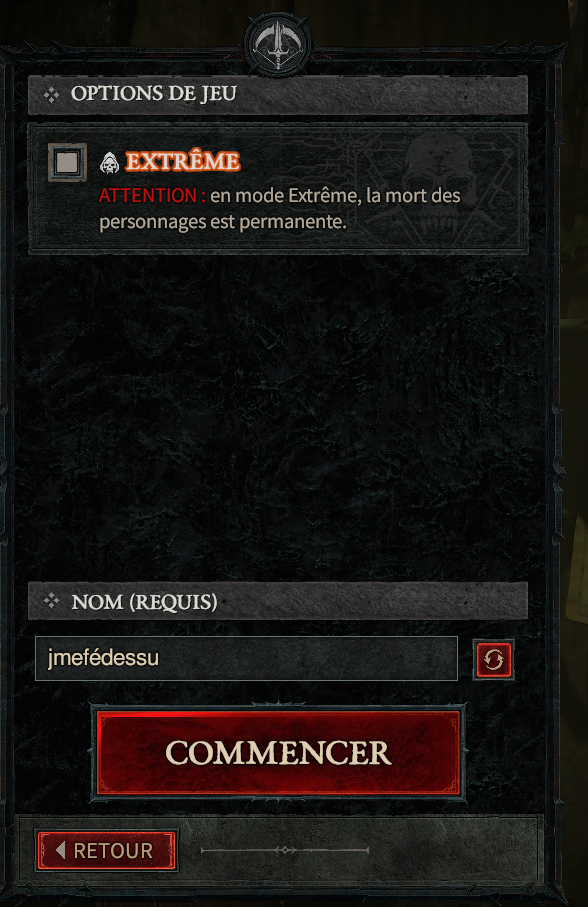 OPTIONS DE JEU
EXTRÊME
ATTENTION : en mode Extrême, la mort des
personnages est permanente.
NOM (REQUIS)
jmefédessu
COMMENCER
RETOUR